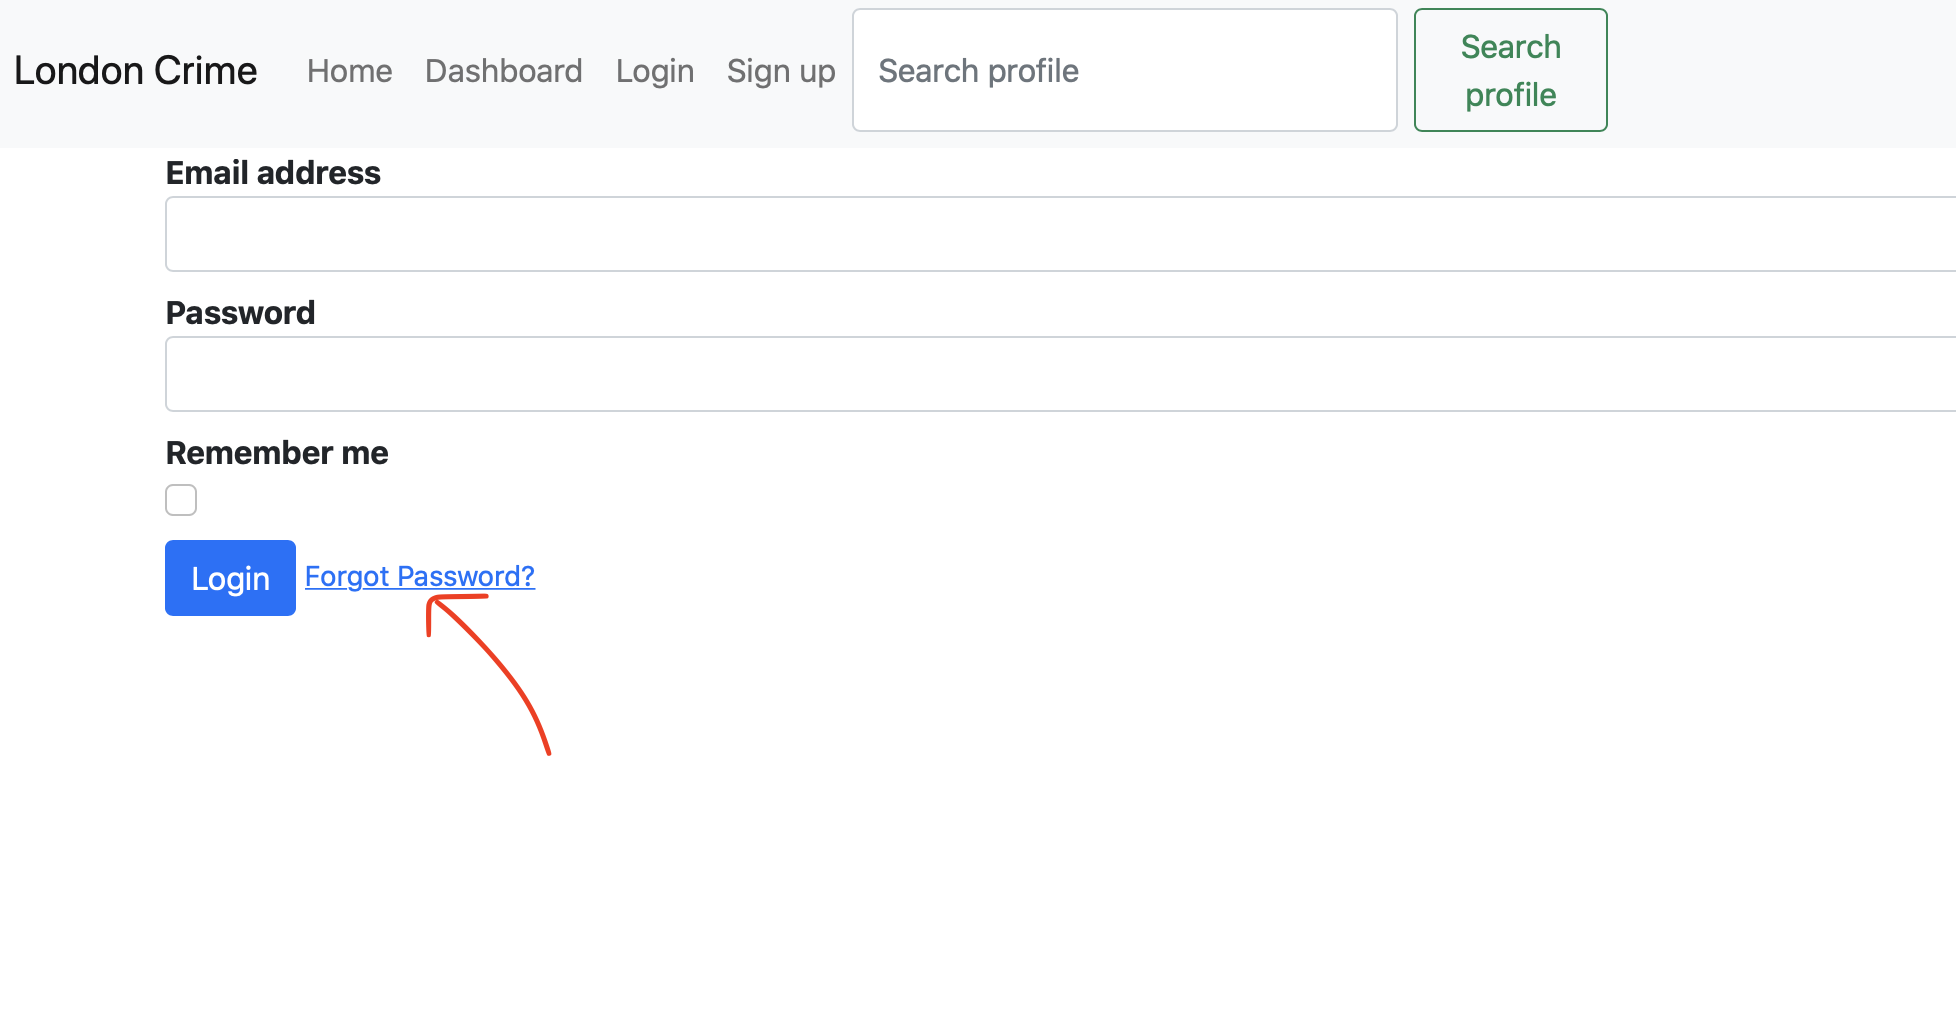 London Crime Home Dashboard Login Sign up Search profile Search
profile
Email address
Password
Remember me
Login Forgot Password?